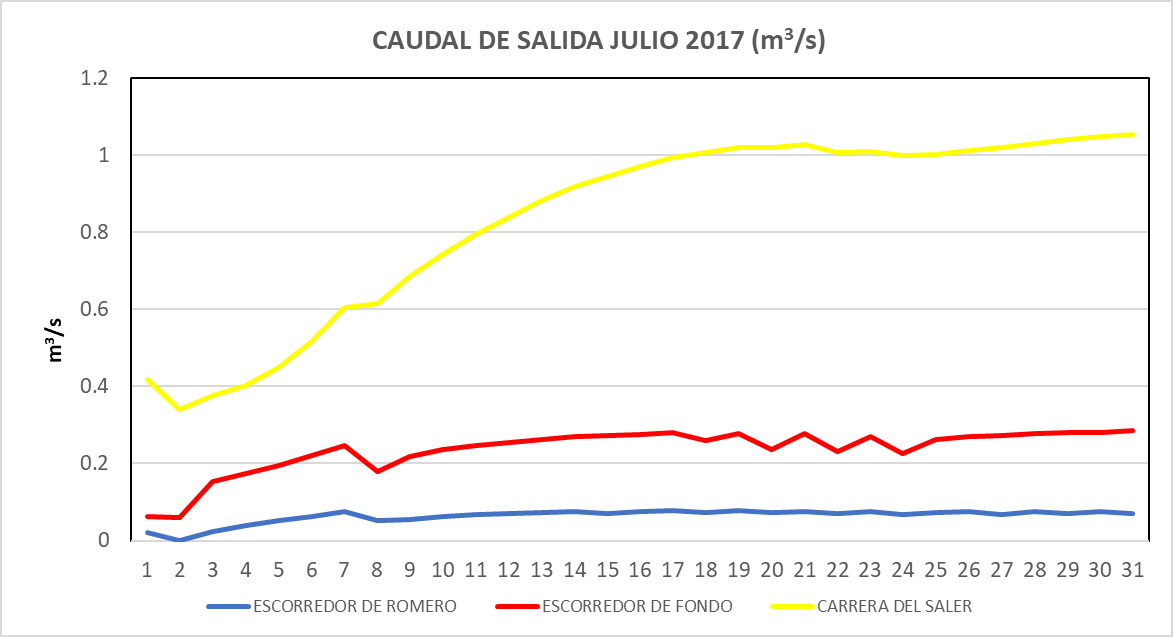 CAUDAL DE SALIDA JULIO 2017 (m³/s)
1.2
1
0.8
0.6
0.4
0.2
0
m³/s
1 2 3 4 5 6 7 8 9 10 11 12 13 14 15 16 17 18 19 20 21 22 23 24 25 26 27 28 29 30 31
ESCORREDOR DE ROMERO ESCORREDOR DE FONDO CARRERA DEL SALER